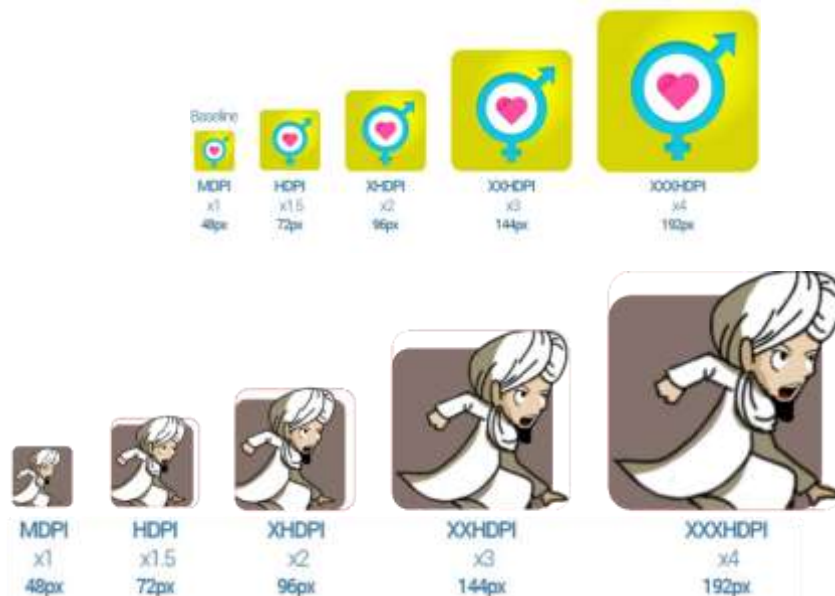 Baseline
MDPI HDPI XHDPI XXHDPI XXXHDPI
x1 x1.5 x2 x3 x4
48px 72px 96px 144px 192px
MDPI HDPI XHDPI XXHDPI XXXHDPI
x1 x1.5 x2 x3 x4
48px 72px 96px 144px 192px